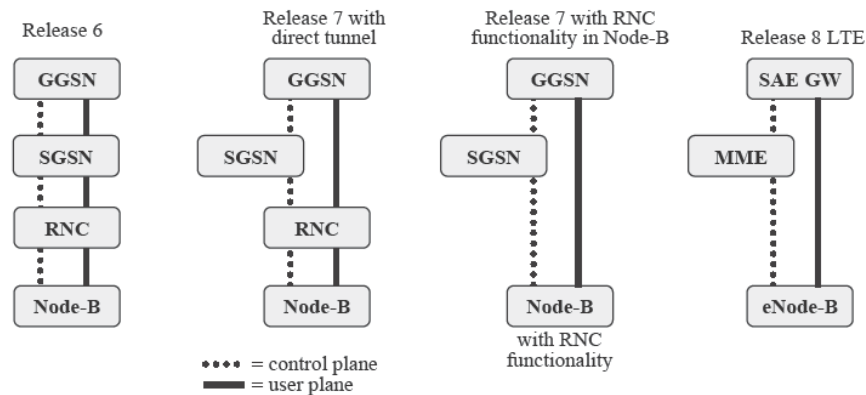 Release 6
GGSN
SGSN
RNC
Node-B
Release 7 with
direct tunnel
GGSN
SGSN
RNC
Node-B
Release 7 with RNC
functionality in Node-B
GGSN
SGSN
Node-B
with RNC
functionality
Release 8 LTE
SAE GW
MME
eNode-B
= control plane
= user plane